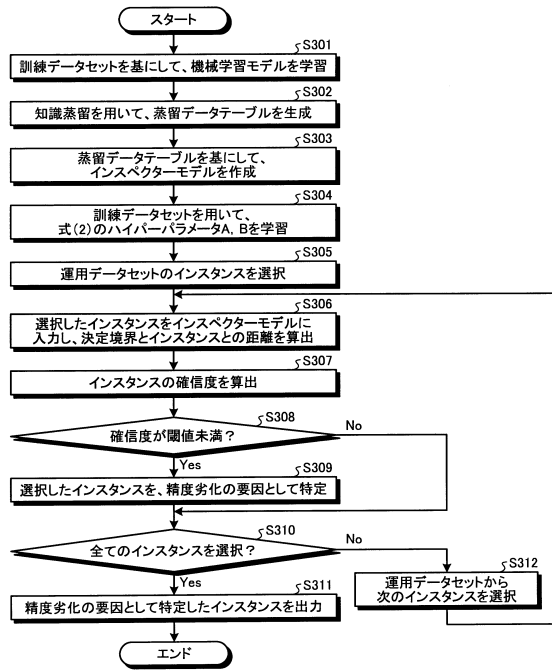 スタート
S301
訓練データセットを基にして、機械学習モデルを学習
S302
知識蒸留を用いて、蒸留データテーブルを生成
S303
蒸留データテーブルを基にして、
インスペクターモデルを作成
S304
訓練データセットを用いて、
式(2)のハイパーパラメータA, Bを学習
S305
運用データセットのインスタンスを選択
S306
選択したインスタンスをインスペクターモデルに
入力し、決定境界とインスタンスとの距離を算出
S307
インスタンスの確信度を算出
S308
確信度が閾値未満?
No
Yes
S309
選択したインスタンスを、精度劣化の要因として特定
S310
全てのインスタンスを選択?
No
Yes
S312
運用データセットから
次のインスタンスを選択
S311
精度劣化の要因として特定したインスタンスを出力
エンド